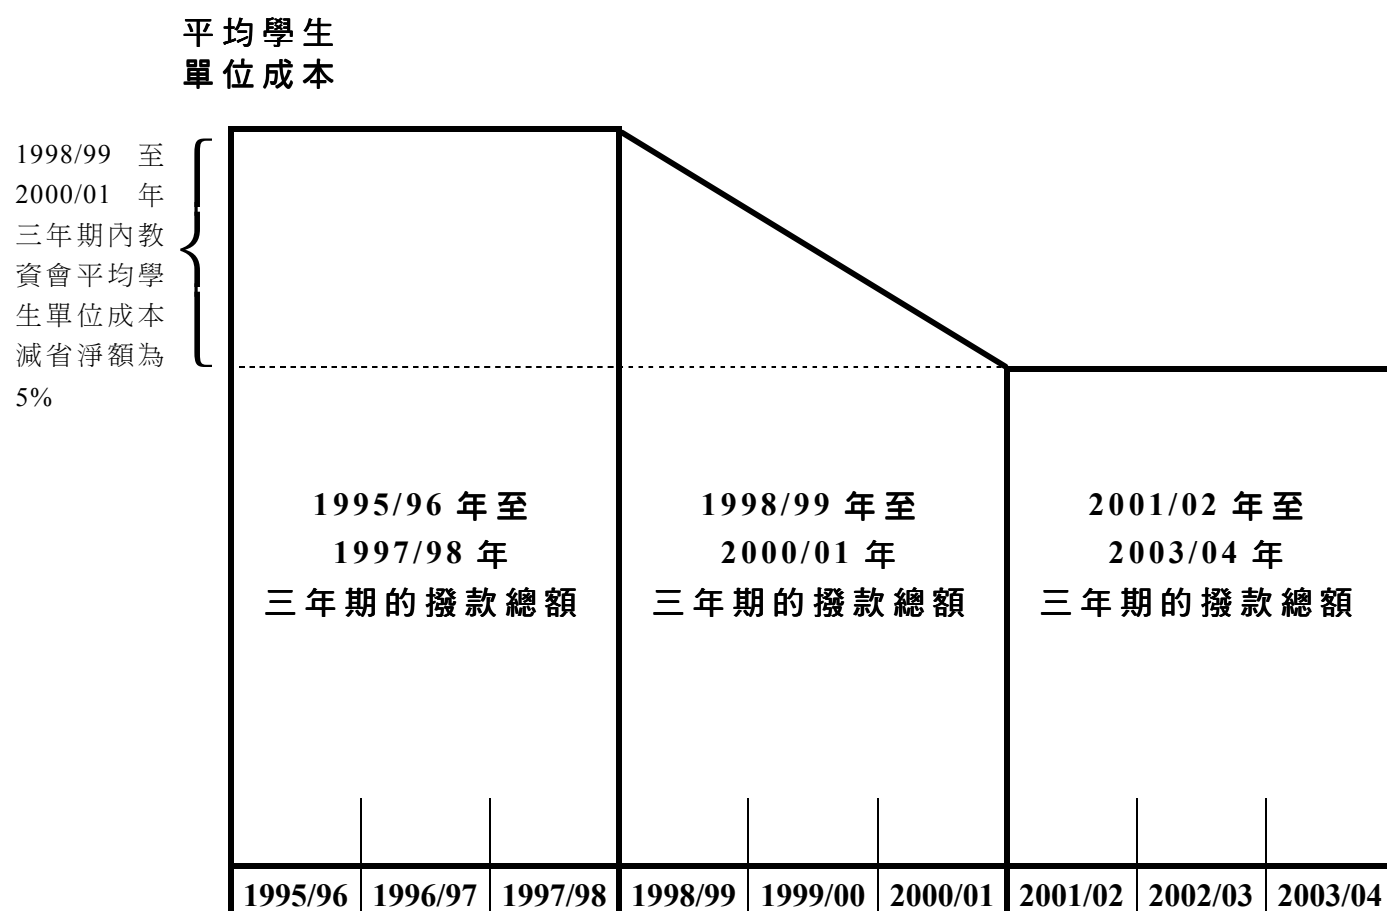 平均學生
單位成本
1998/99 至
2000/01 年
三年期內教
資會平均學
生單位成本
減省淨額為
5%
1995/96 年至
1997/98 年
三年期的撥款總額
1998/99 年至
2000/01 年
三年期的撥款總額
2001/02 年至
2003/04 年
三年期的撥款總額
1995/96 1996/97 1997/98 1998/99 1999/00 2000/01 2001/02 2002/03 2003/04